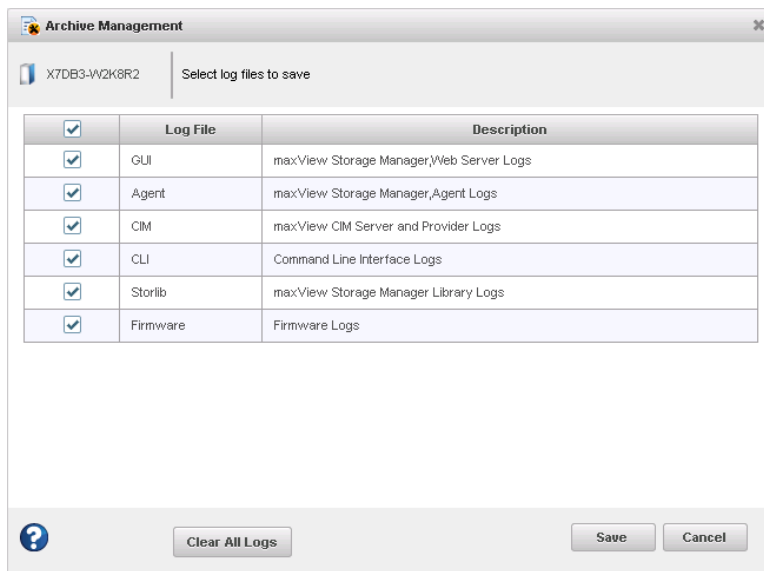 Archive Management
X7DB3-W2K8R2 Select log files to save
Log File Description
GUI maxView Storage Manager,Web Server Logs
Agent maxView Storage Manager,Agent Logs
CIM maxView CIM Server and Provider Logs
CLI Command Line Interface Logs
Storlib maxView Storage Manager Library Logs
Firmware Firmware Logs
? Clear All Logs Save Cancel